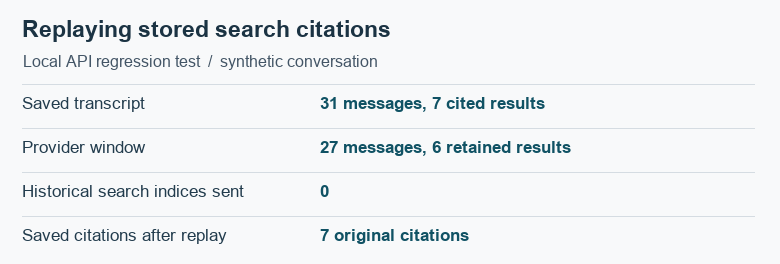 Replaying stored search citations
Local API regression test / synthetic conversation
Saved transcript 31 messages, 7 cited results
Provider window 27 messages, 6 retained results
Historical search indices sent 0
Saved citations after replay 7 original citations